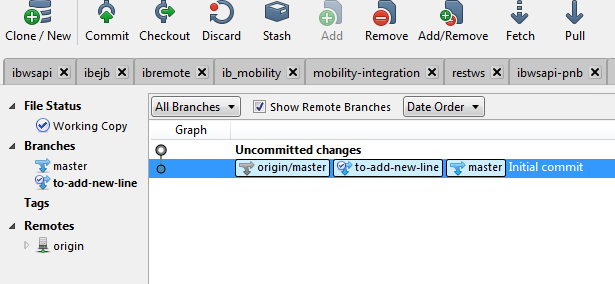 Clone / New Commit Checkout Discard Stash Add Remove Add/Remove Fetch Pull
ibwsapi ibejb ibremote ib_mobility mobility-integration restws ibwsapi-pnb
File Status
Working Copy
Branches
master
to-add-new-line
Tags
Remotes
origin
All Branches Show Remote Branches Date Order
Graph
Uncommitted changes
origin/master to-add-new-line master Initial commit